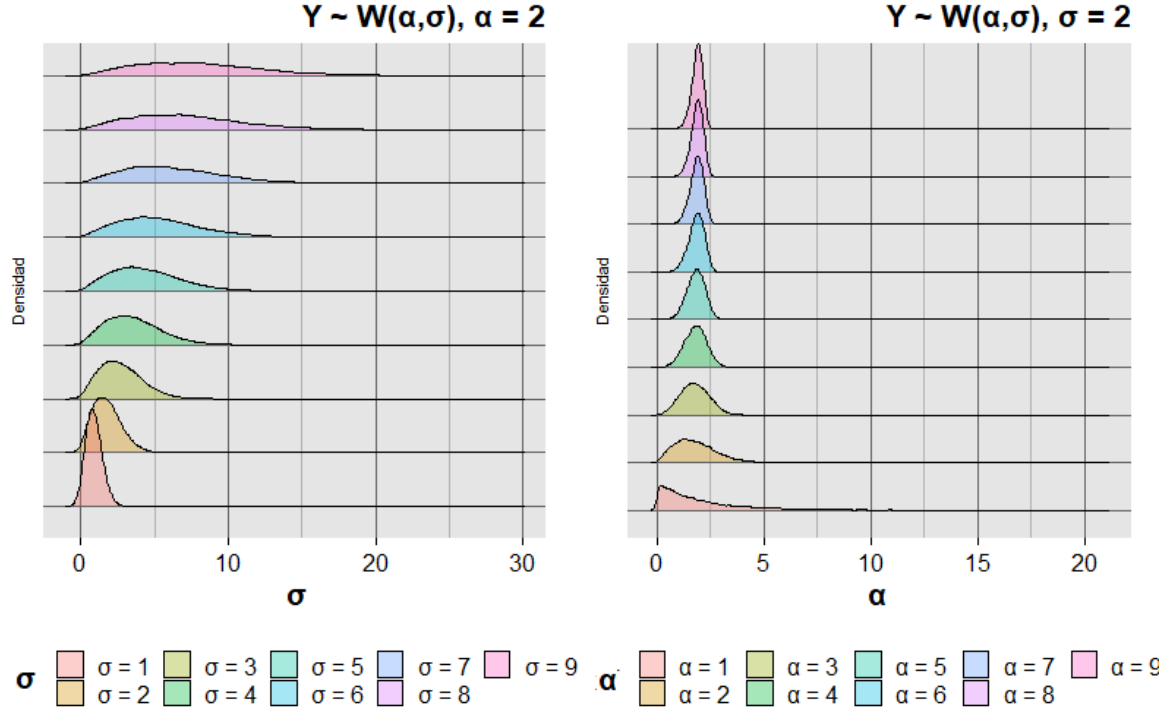 Y ~ W(α,σ), α = 2
Densidad
0 10 20 30
σ
σ
σ = 1 σ = 3 σ = 5 σ = 7 σ = 9
σ = 2 σ = 4 σ = 6 σ = 8
Y ~ W(α,σ), σ = 2
Densidad
0 5 10 15 20
α
α
α = 1 α = 3 α = 5 α = 7 α = 9
α = 2 α = 4 α = 6 α = 8